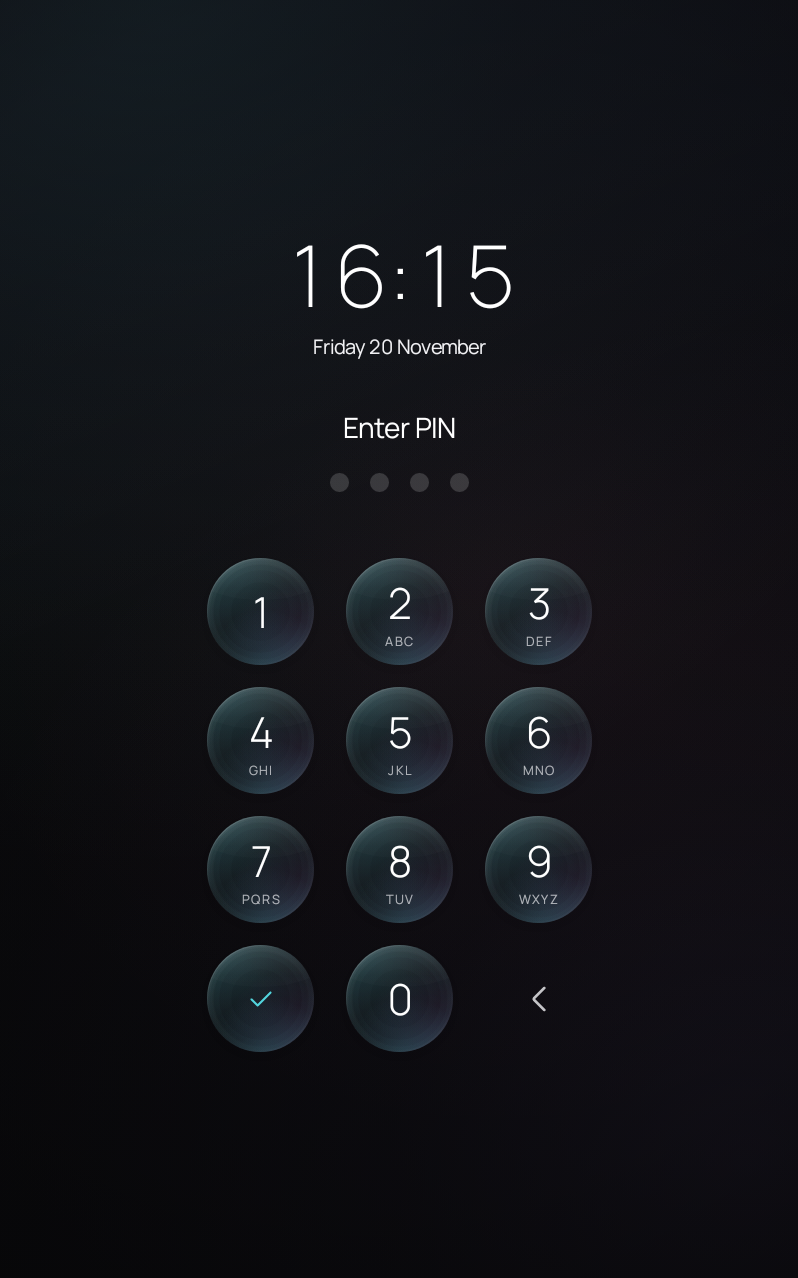 16:15
Friday 20 November
Enter PIN
1 2 3
ABC DEF
4 5 6
GHI JKL MNO
7 8 9
PQRS TUV WXYZ
0